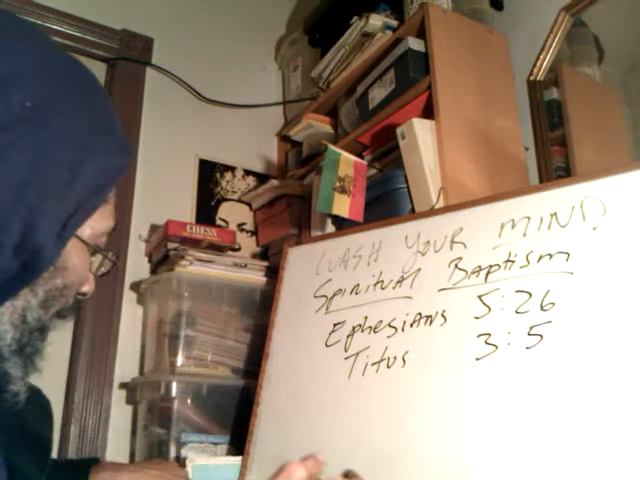 CHESS
WASH YOUR MIND
Spiritual Baptism
Ephesians 5:26
Titus 3:5